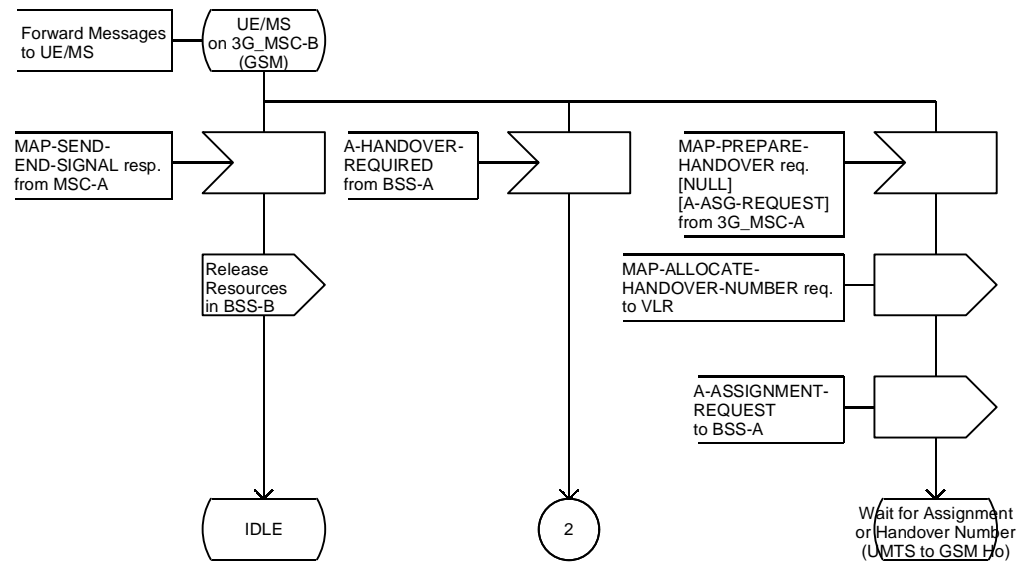 Forward Messages
to UE/MS
UE/MS
on 3G_MSC-B
(GSM)
MAP-SEND-
END-SIGNAL resp.
from MSC-A
A-HANDOVER-
REQUIRED
from BSS-A
MAP-PREPARE-
HANDOVER req.
[NULL]
[A-ASG-REQUEST]
from 3G_MSC-A
Release
Resources
in BSS-B
MAP-ALLOCATE-
HANDOVER-NUMBER req.
to VLR
A-ASSIGNMENT-
REQUEST
to BSS-A
IDLE
2
Wait for Assignment
or Handover Number
(UMTS to GSM Ho)